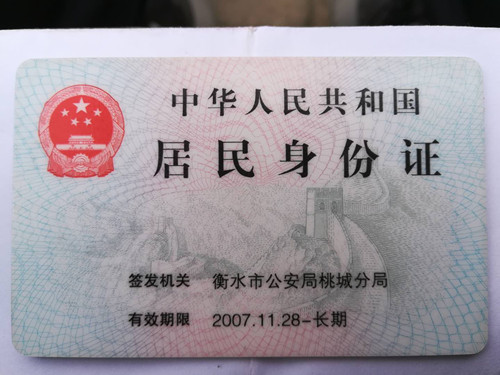 中华人民共和国
居民身份证
签发机关 衡水市公安局桃城分局
有效期限 2007.11.28-长期